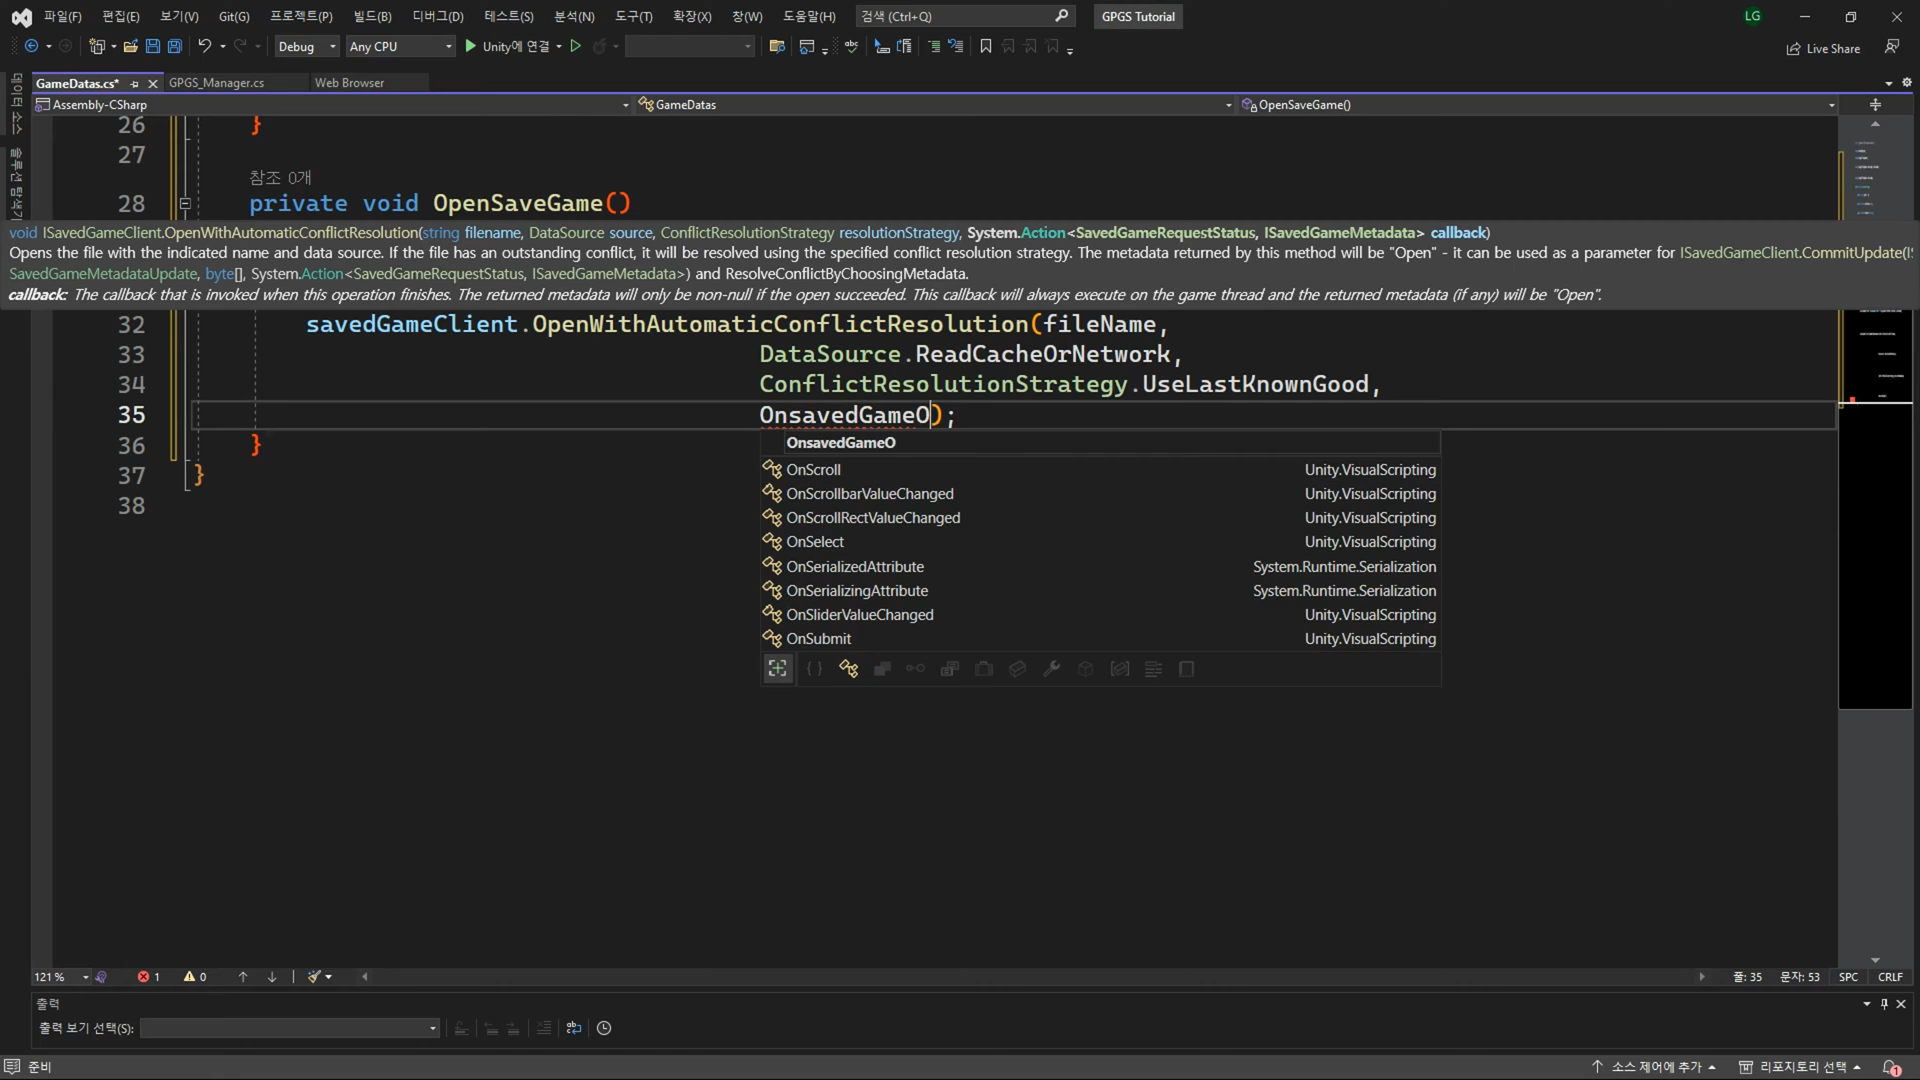 파일(F) 편집(E) 보기(V) Git(G) 프로젝트(P) 빌드(B) 디버그(D) 테스트(S) 분석(N) 도구(T) 확장(X) 창(W) 도움말(H) 검색 (Ctrl+Q) GPGS Tutorial LG
Debug Any CPU Unity에 연결 Live Share
GameDatas.cs* GPGS_Manager.cs Web Browser
Assembly-CSharp GameDatas OpenSaveGame()
데이터 소스
솔루션 탐색기
26 }
27
참조 0개
28 private void OpenSaveGame()
void ISavedGameClient.OpenWithAutomaticConflictResolution(string filename, DataSource source, ConflictResolutionStrategy resolutionStrategy, System.Action<SavedGameRequestStatus, ISavedGameMetadata> callback)
Opens the file with the indicated name and data source. If the file has an outstanding conflict, it will be resolved using the specified conflict resolution strategy. The metadata returned by this method will be "Open" - it can be used as a parameter for ISavedGameClient.CommitUpdate(IS
SavedGameMetadataUpdate, byte[], System.Action<SavedGameRequestStatus, ISavedGameMetadata>) and ResolveConflictByChoosingMetadata.
callback: The callback that is invoked when this operation finishes. The returned metadata will only be non-null if the open succeeded. This callback will always execute on the game thread and the returned metadata (if any) will be "Open".
32 savedGameClient.OpenWithAutomaticConflictResolution(fileName,
33 DataSource.ReadCacheOrNetwork,
34 ConflictResolutionStrategy.UseLastKnownGood,
35 OnsavedGameO);
36 }
37 }
38
OnsavedGameO
OnScroll Unity.VisualScripting
OnScrollbarValueChanged Unity.VisualScripting
OnScrollRectValueChanged Unity.VisualScripting
OnSelect Unity.VisualScripting
OnSerializedAttribute System.Runtime.Serialization
OnSerializingAttribute System.Runtime.Serialization
OnSliderValueChanged Unity.VisualScripting
OnSubmit Unity.VisualScripting
121 % 1 0 줄: 35 문자: 53 SPC CRLF
출력
출력 보기 선택(S):
준비 소스 제어에 추가 리포지토리 선택 1